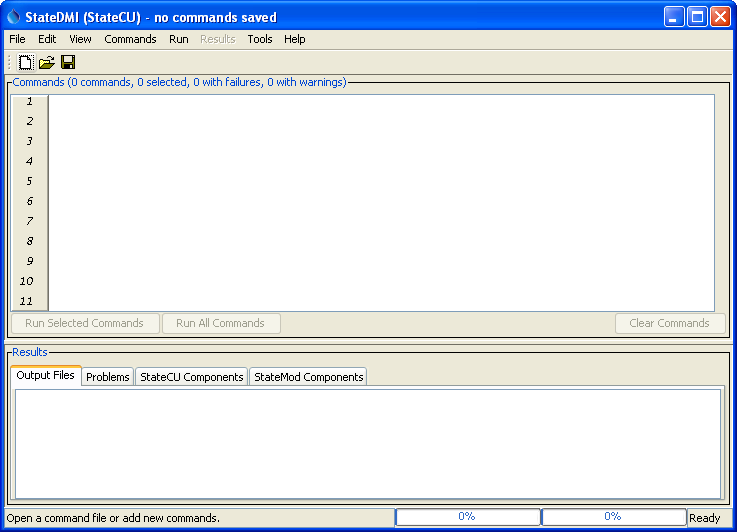 StateDMI (StateCU) - no commands saved
File Edit View Commands Run Results Tools Help
Commands (0 commands, 0 selected, 0 with failures, 0 with warnings)
1
2
3
4
5
6
7
8
9
10
11
Run Selected Commands Run All Commands Clear Commands
Results
Output Files Problems StateCU Components StateMod Components
Open a command file or add new commands. 0% 0% Ready